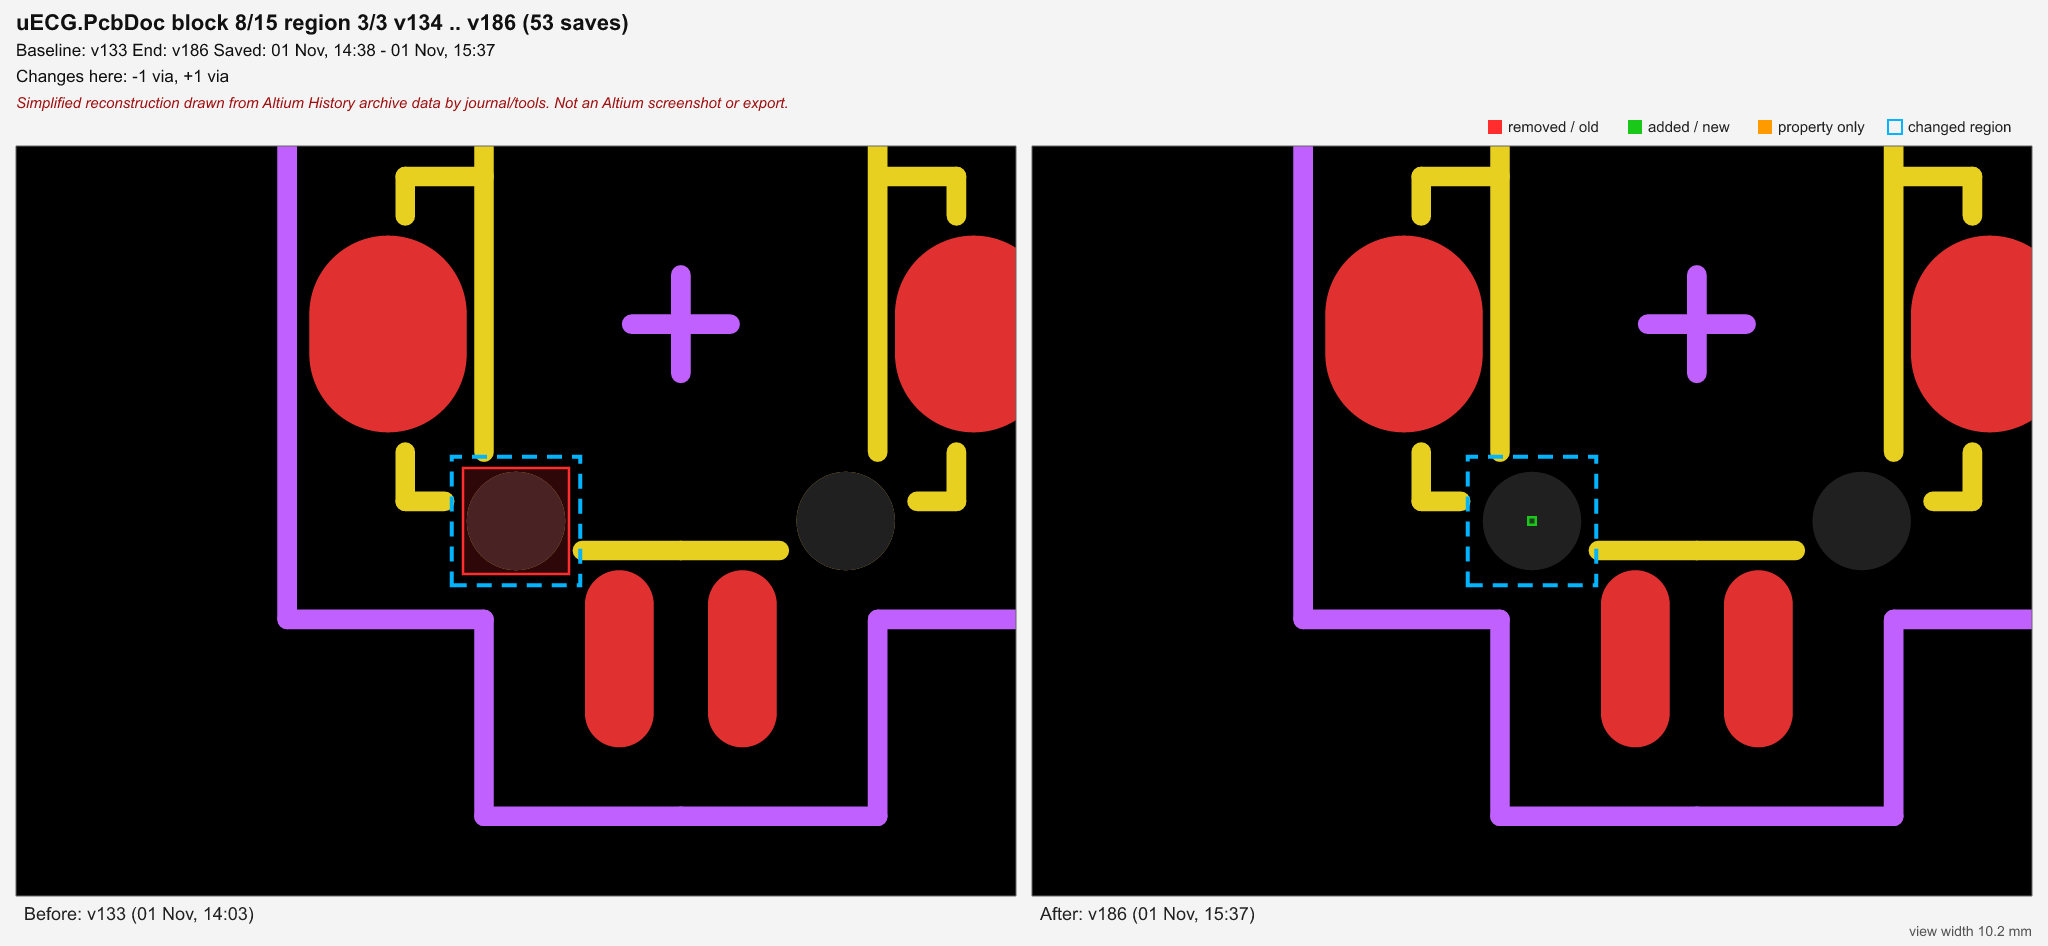 uECG.PcbDoc block 8/15 region 3/3 v134 .. v186 (53 saves)
Baseline: v133 End: v186 Saved: 01 Nov, 14:38 - 01 Nov, 15:37
Changes here: -1 via, +1 via
Simplified reconstruction drawn from Altium History archive data by journal/tools. Not an Altium screenshot or export.
removed / old
added / new
property only
changed region
Before: v133 (01 Nov, 14:03)
After: v186 (01 Nov, 15:37)
view width 10.2 mm